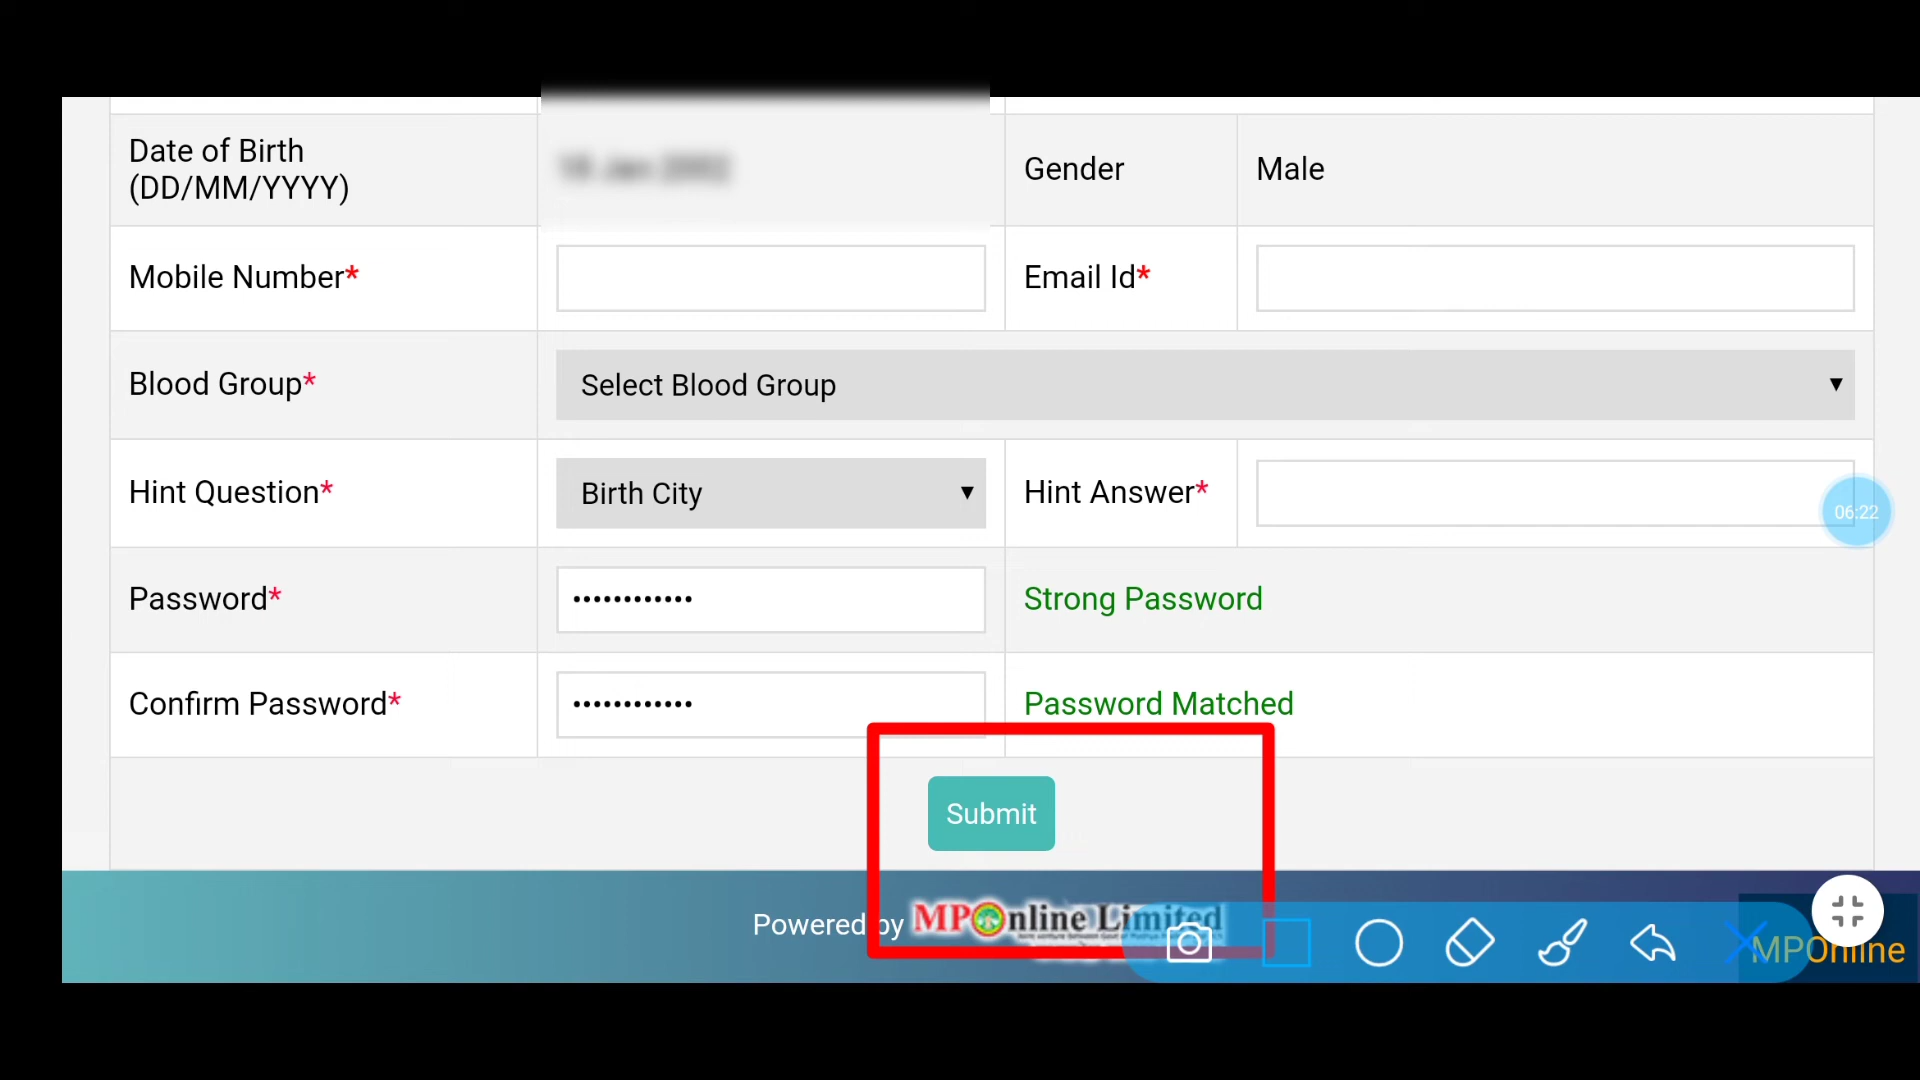 Date of Birth
(DD/MM/YYYY)
Gender
Male
Mobile Number*
Email Id*
Blood Group*
Select Blood Group
Hint Question*
Birth City
Hint Answer*
06:22
Password*
••••••••••••
Strong Password
Confirm Password*
••••••••••••
Password Matched
Submit
Powered by MPOnline Limited
MPOnline